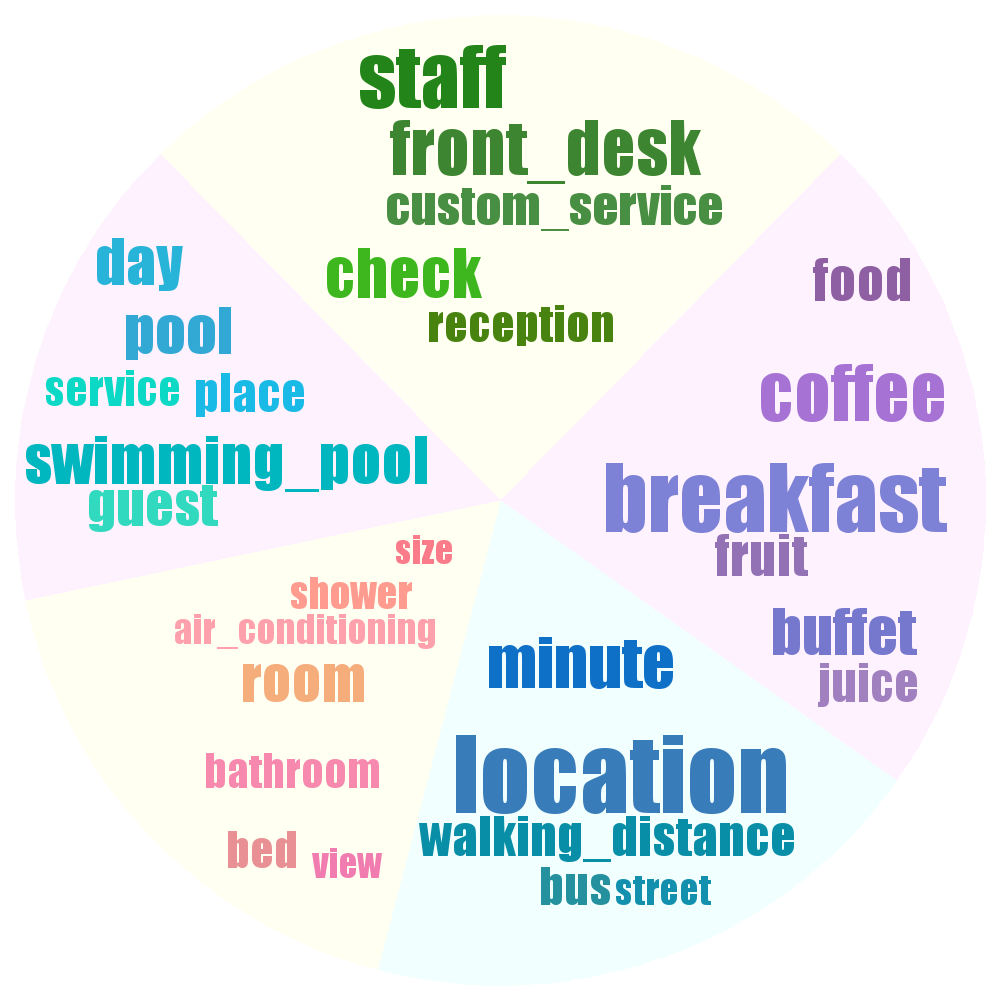 staff
front_desk
custom_service
check
reception
day
pool
service place
swimming_pool
guest
food
coffee
breakfast
fruit
buffet
juice
size
shower
air_conditioning
room
bathroom
bed view
minute
location
walking_distance
bus street